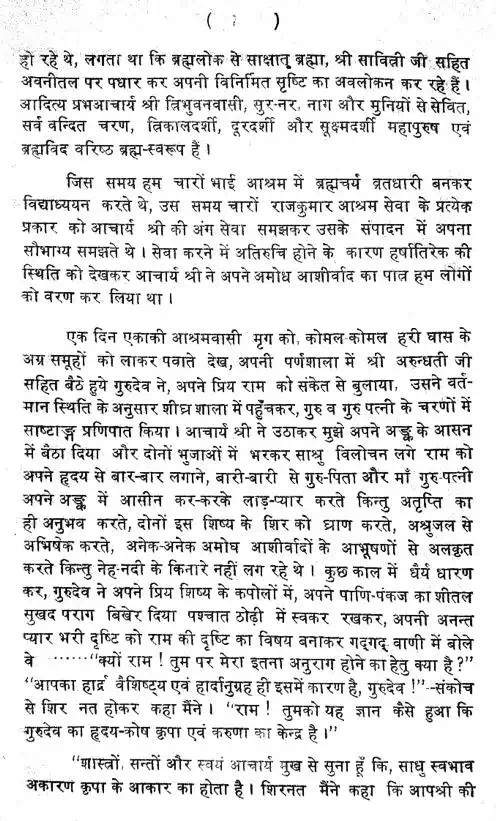 ( )
हो रहे थे, लगता था कि ब्रह्मलोक से साक्षात् ब्रह्मा, श्री सावित्री जी सहित
अवनीतल पर पधार कर अपनी विनिर्मित सृष्टि का अवलोकन कर रहे हैं।
आदित्य प्रभआचार्य श्री त्रिभुवनवासी, सुर-नर, नाग और मुनियों से सेवित,
सर्व वन्दित चरण, त्रिकालदर्शी, दूरदर्शी और सूक्ष्मदर्शी महापुरुष एवं
ब्रह्मविद वरिष्ठ ब्रह्म-स्वरूप हैं।
जिस समय हम चारों भाई आश्रम में ब्रह्मचर्य व्रतधारी बनकर
विद्याध्ययन करते थे, उस समय चारों राजकुमार आश्रम सेवा के प्रत्येक
प्रकार को आचार्य श्री की अंग सेवा समझकर उसके संपादन में अपना
सौभाग्य समझते थे। सेवा करने में अतिरुचि होने के कारण हर्षातिरेक की
स्थिति को देखकर आचार्य श्री ने अपने अमोध आशीर्वाद का पात्र हम लोगों
को वरण कर लिया था।
एक दिन एकाकी आश्रमवासी मृग को, कोमल-कोमल हरी घास के
अग्र समूहों को लाकर पवाते देख, अपनी पर्णशाला में श्री अरुन्धती जी
सहित बैठे हुये गुरुदेव ने, अपने प्रिय राम को संकेत से बुलाया, उसने वर्त-
मान स्थिति के अनुसार शीघ्र शाला में पहुँचकर, गुरु व गुरु पत्नी के चरणों में
साष्टाङ्ग प्रणिपात किया। आचार्य श्री ने उठाकर मुझे अपने अङ्क के आसन
में बैठा दिया और दोनों भुजाओं में भरकर साश्रु विलोचन लगे राम को
अपने हृदय से बार-बार लगाने, बारी-बारी से गुरु-पिता और माँ गुरु-पत्नी
अपने अङ्क में आसीन कर-करके लाड़-प्यार करते किन्तु अतृप्ति का
ही अनुभव करते, दोनों इस शिष्य के शिर को घ्राण करते, अश्रुजल से
अभिषेक करते, अनेक-अनेक अमोघ आशीर्वादों के आभूषणों से अलकृत
करते किन्तु नेह-नदी के किनारे नहीं लग रहे थे। कुछ काल में धैर्य धारण
कर, गुरुदेव ने अपने प्रिय शिष्य के कपोलों में, अपने पाणि-पंकज का शीतल
सुखद पराग बिखेर दिया पश्चात ठोढ़ी में स्वकर रखकर, अपनी अनन्त
प्यार भरी दृष्टि को राम की दृष्टि का विषय बनाकर गद्गद् वाणी में बोले
वे ······"क्यों राम! तुम पर मेरा इतना अनुराग होने का हेतु क्या है?"
"आपका हार्द्र वैशिष्ट्य एवं हार्दानुग्रह ही इसमें कारण है, गुरुदेव!"-संकोच
से शिर नत होकर कहा मैंने। "राम! तुमको यह ज्ञान कैसे हुआ कि
गुरुदेव का हृदय-कोष कृपा एवं करुणा का केन्द्र है।"
"शास्त्रों, सन्तों और स्वयं आचार्य मुख से सुना हूँ कि, साधु स्वभाव
अकारण कृपा के आकार का होता है। शिरनत मैंने कहा कि आपश्री की